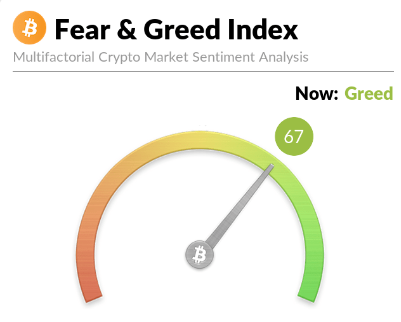 Fear & Greed Index
Multifactorial Crypto Market Sentiment Analysis
Now: Greed
67